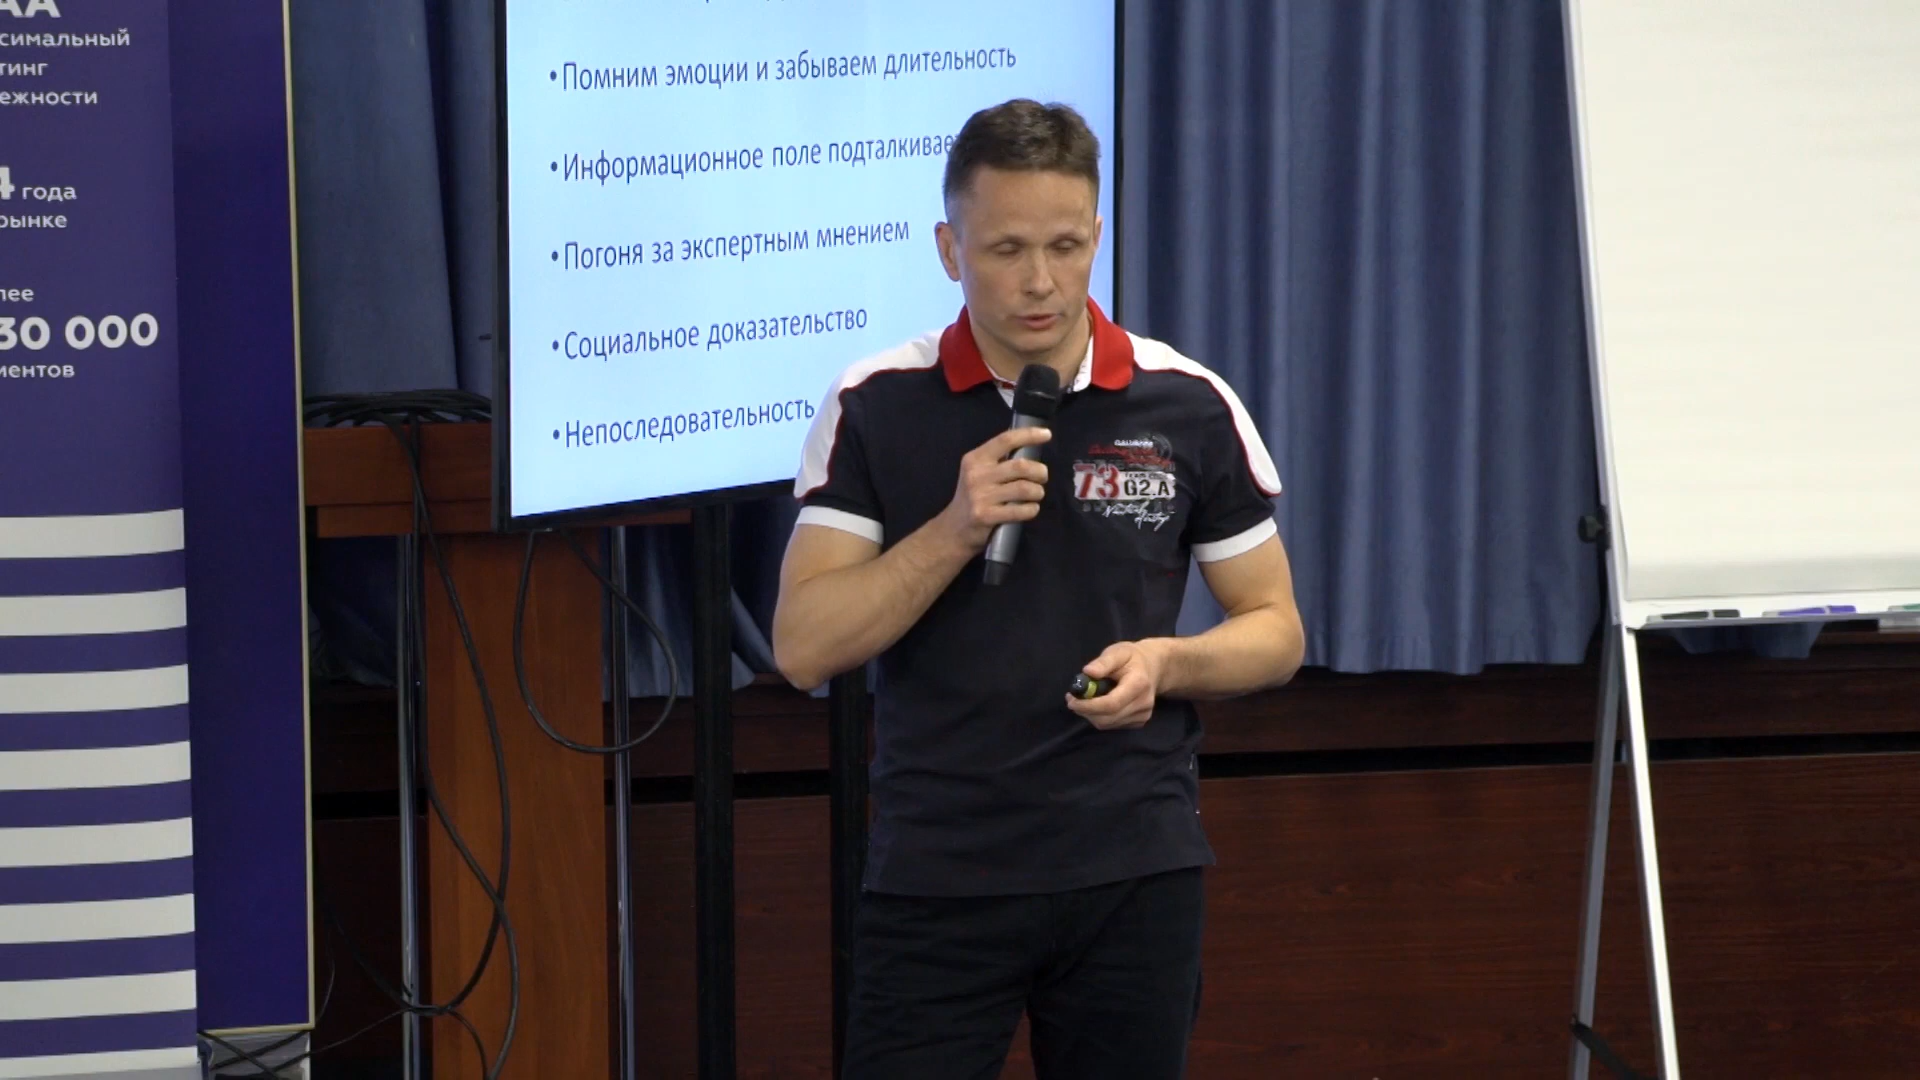 АА
симальный
тинг
ежности
4 года
рынке
лее
30 000
иентов
•Помним эмоции и забываем длительность
•Информационное поле подталкивае
•Погоня за экспертным мнением
•Социальное доказательство
•Непоследовательность
73
G2.A